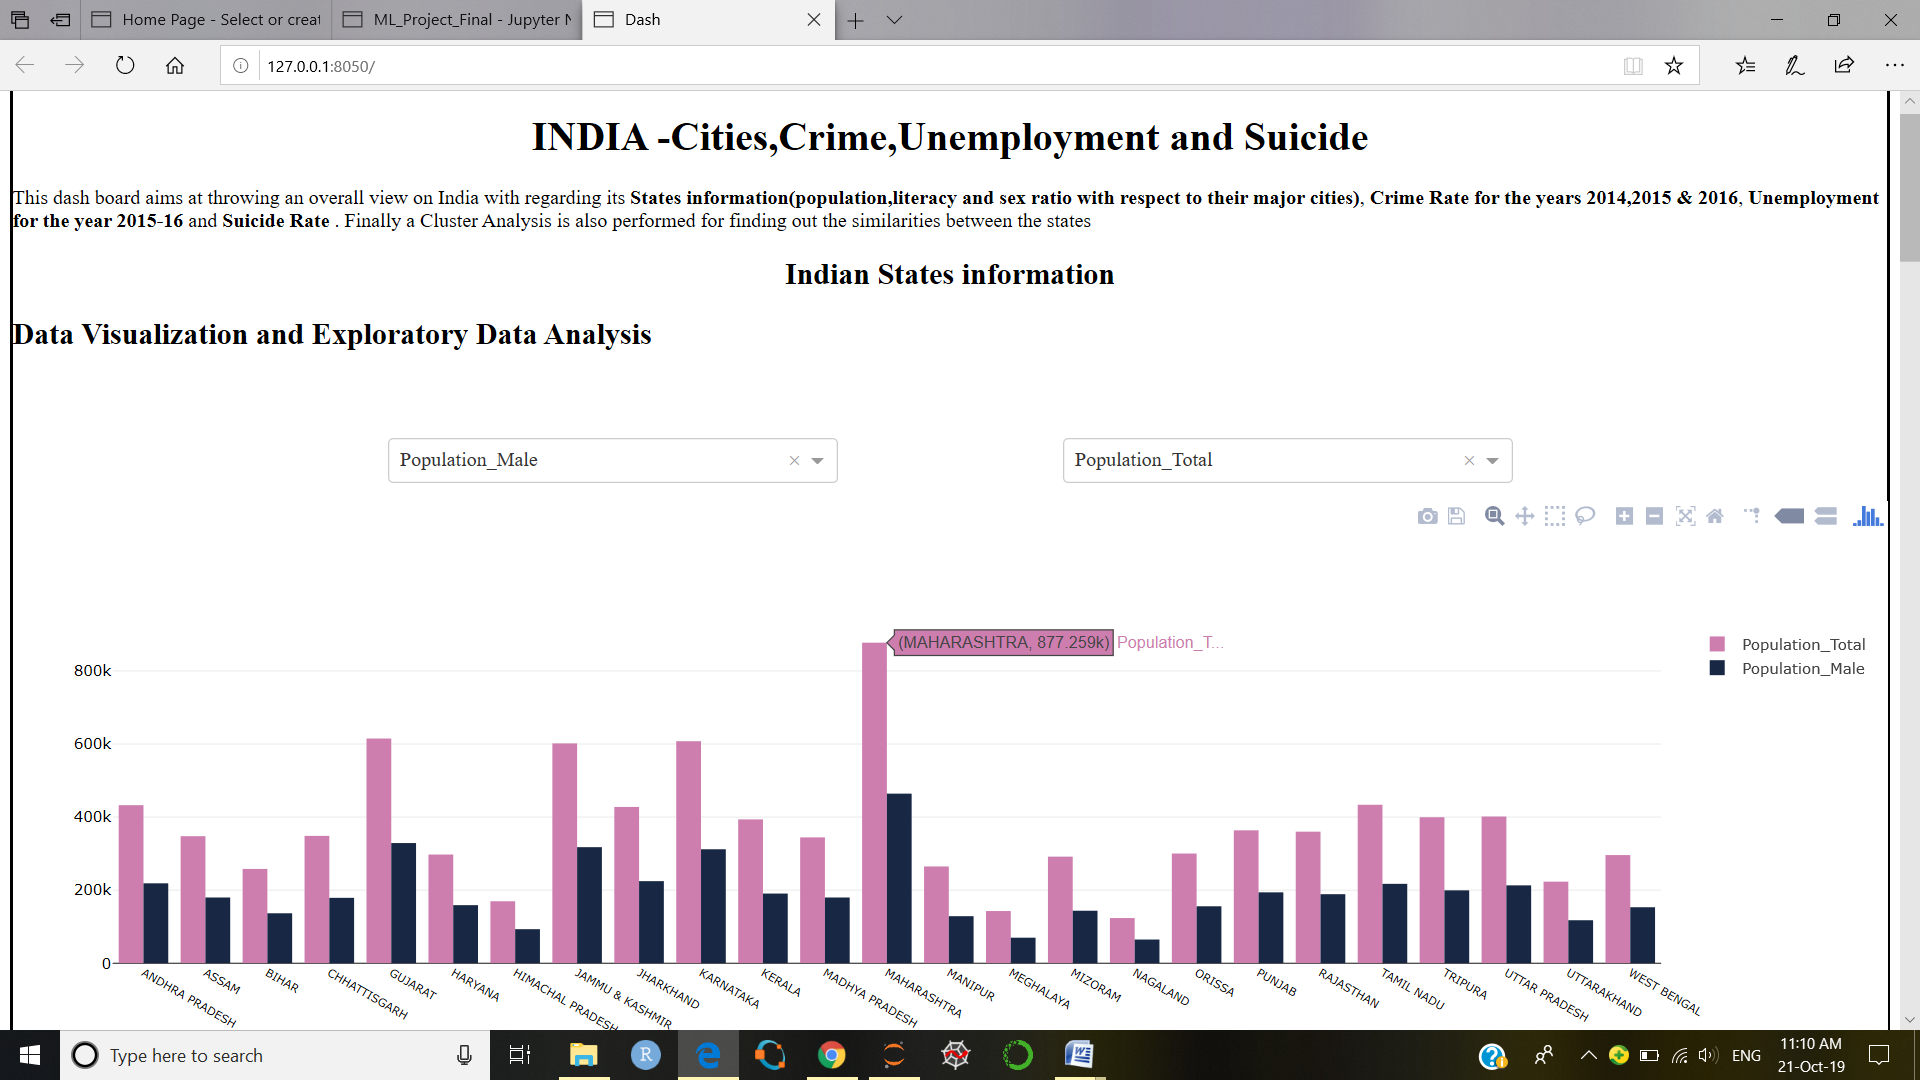 Home Page - Select or creat
ML_Project_Final - Jupyter N
Dash
127.0.0.1:8050/
INDIA -Cities,Crime,Unemployment and Suicide
This dash board aims at throwing an overall view on India with regarding its States information(population,literacy and sex ratio with respect to their major cities), Crime Rate for the years 2014,2015 & 2016, Unemployment
for the year 2015-16 and Suicide Rate . Finally a Cluster Analysis is also performed for finding out the similarities between the states
Indian States information
Data Visualization and Exploratory Data Analysis
Population_Male
Population_Total
(MAHARASHTRA, 877.259k) Population_T...
Population_Total
Population_Male
800k
600k
400k
200k
0
ANDHRA PRADESH
ASSAM
BIHAR
CHHATTISGARH
GUJARAT
HARYANA
HIMACHAL PRADESH
JAMMU & KASHMIR
JHARKHAND
KARNATAKA
KERALA
MADHYA PRADESH
MAHARASHTRA
MANIPUR
MEGHALAYA
MIZORAM
NAGALAND
ORISSA
PUNJAB
RAJASTHAN
TAMIL NADU
TRIPURA
UTTAR PRADESH
UTTARAKHAND
WEST BENGAL
Type here to search
R
ENG
11:10 AM
21-Oct-19